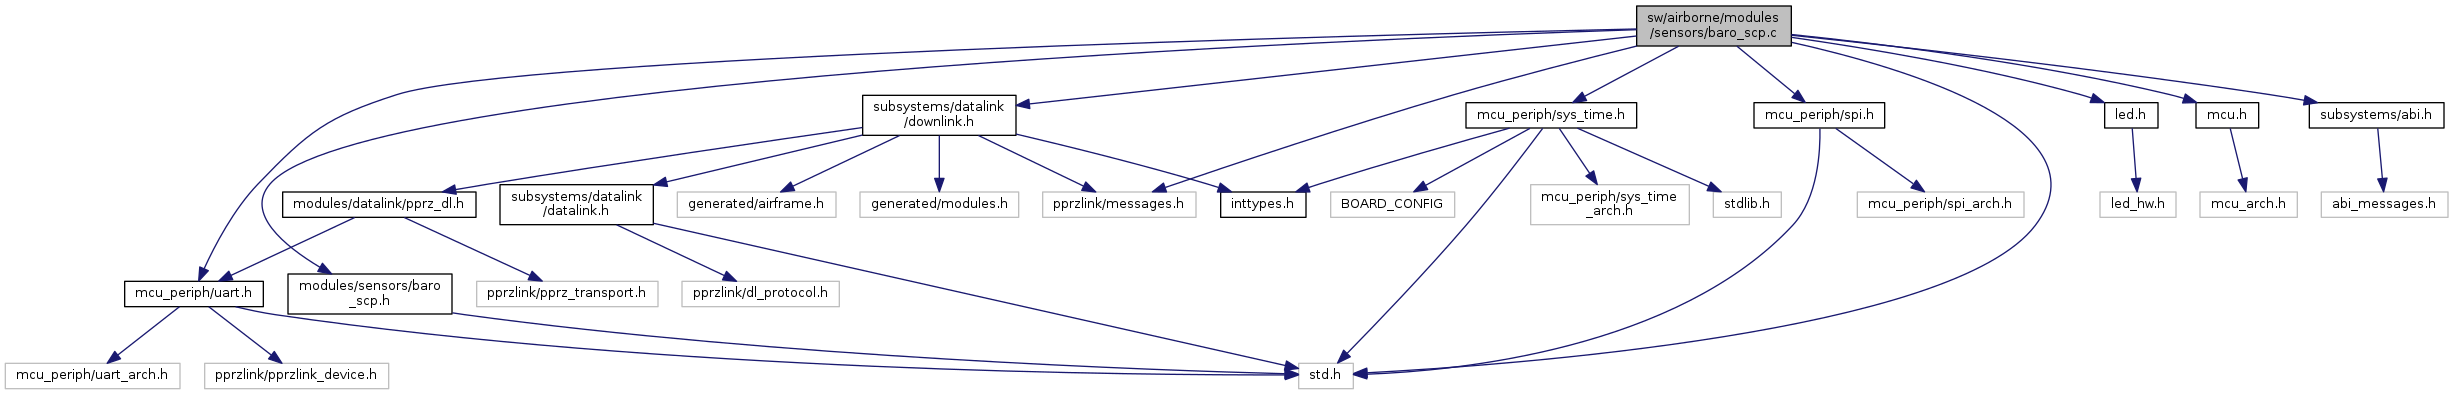 sw/airborne/modules
/sensors/baro_scp.c
subsystems/datalink
/downlink.h
mcu_periph/sys_time.h
mcu_periph/spi.h
led.h
mcu.h
subsystems/abi.h
modules/datalink/pprz_dl.h
subsystems/datalink
/datalink.h
generated/airframe.h
generated/modules.h
pprzlink/messages.h
inttypes.h
BOARD_CONFIG
mcu_periph/sys_time
_arch.h
stdlib.h
mcu_periph/spi_arch.h
led_hw.h
mcu_arch.h
abi_messages.h
mcu_periph/uart.h
modules/sensors/baro
_scp.h
pprzlink/pprz_transport.h
pprzlink/dl_protocol.h
mcu_periph/uart_arch.h
pprzlink/pprzlink_device.h
std.h